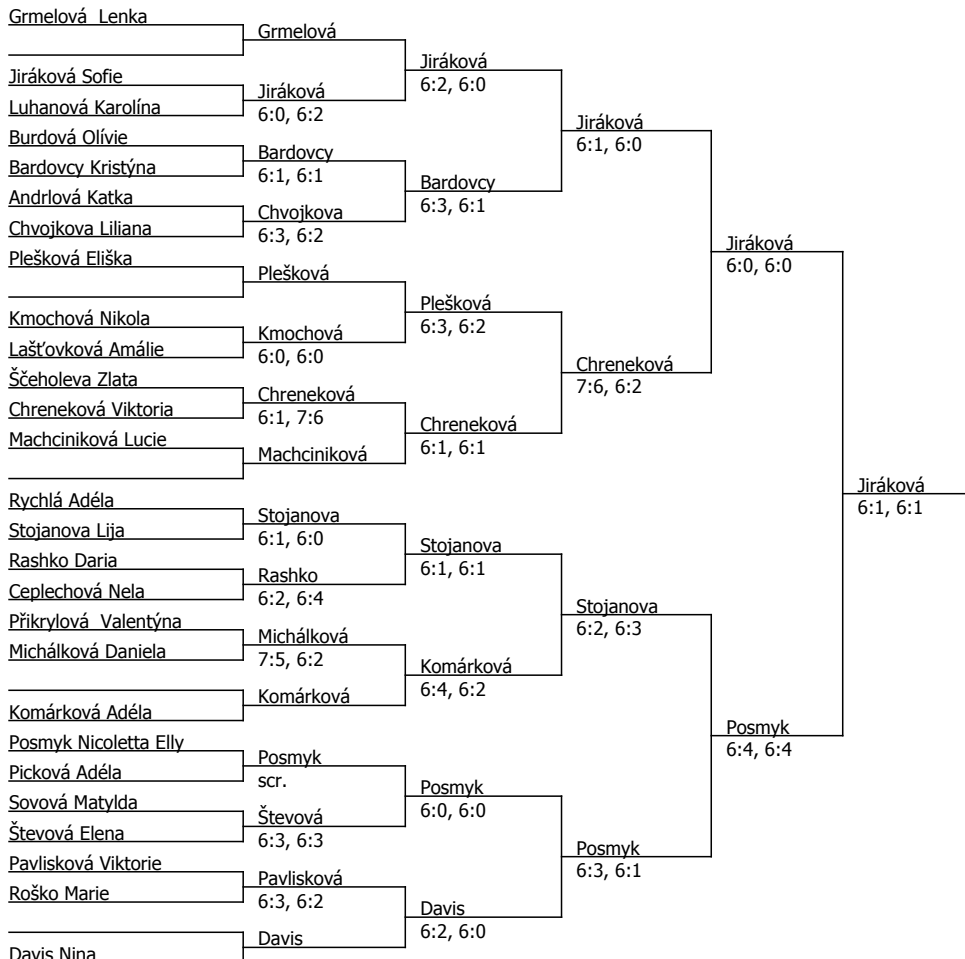 Grmelová  Lenka
Grmelová
Jiráková
6:2, 6:0
Jiráková Sofie
Jiráková
6:0, 6:2
Luhanová Karolína
Jiráková
6:1, 6:0
Burdová Olívie
Bardovcy
6:1, 6:1
Bardovcy Kristýna
Bardovcy
6:3, 6:1
Andrlová Katka
Chvojkova
6:3, 6:2
Chvojkova Liliana
Jiráková
6:0, 6:0
Plešková Eliška
Plešková
Plešková
6:3, 6:2
Kmochová Nikola
Kmochová
6:0, 6:0
Lašťovková Amálie
Chreneková
7:6, 6:2
Ščeholeva Zlata
Chreneková
6:1, 7:6
Chreneková Viktoria
Chreneková
6:1, 6:1
Machciniková Lucie
Machciniková
Jiráková
6:1, 6:1
Rychlá Adéla
Stojanova
6:1, 6:0
Stojanova Lija
Stojanova
6:1, 6:1
Rashko Daria
Rashko
6:2, 6:4
Ceplechová Nela
Stojanova
6:2, 6:3
Přikrylová  Valentýna
Michálková
7:5, 6:2
Michálková Daniela
Komárková
6:4, 6:2
Komárková
Komárková Adéla
Posmyk
6:4, 6:4
Posmyk Nicoletta Elly
Posmyk
scr.
Picková Adéla
Posmyk
6:0, 6:0
Sovová Matylda
Števová
6:3, 6:3
Števová Elena
Posmyk
6:3, 6:1
Pavlisková Viktorie
Pavlisková
6:3, 6:2
Roško Marie
Davis
6:2, 6:0
Davis
Davis Nina